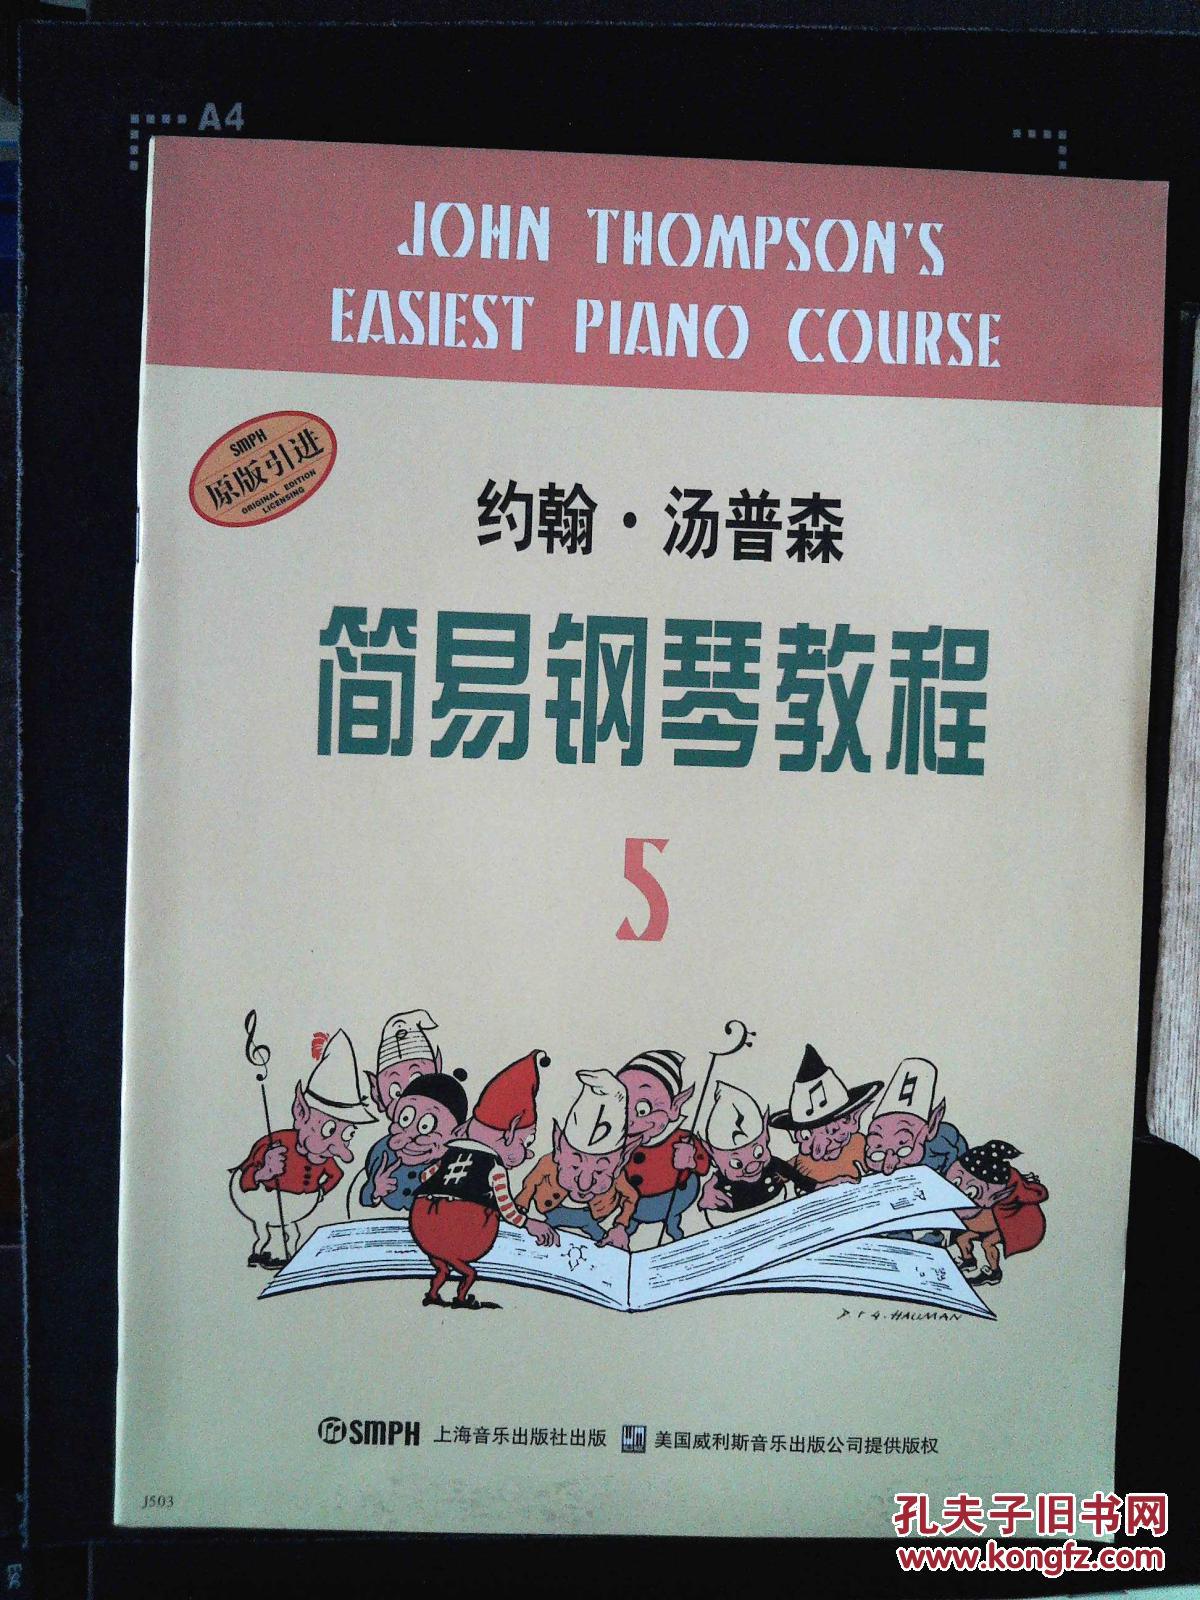 A4
JOHN THOMPSON'S
EASIEST PIANO COURSE
SMPH
原版引进
ORIGINAL EDITION
LICENSING
约翰·汤普森
简易钢琴教程
5
D + G. HAUMAN
SMPH 上海音乐出版社出版 美国威利斯音乐出版公司提供版权
J503
孔夫子旧书网
www.kongfz.com